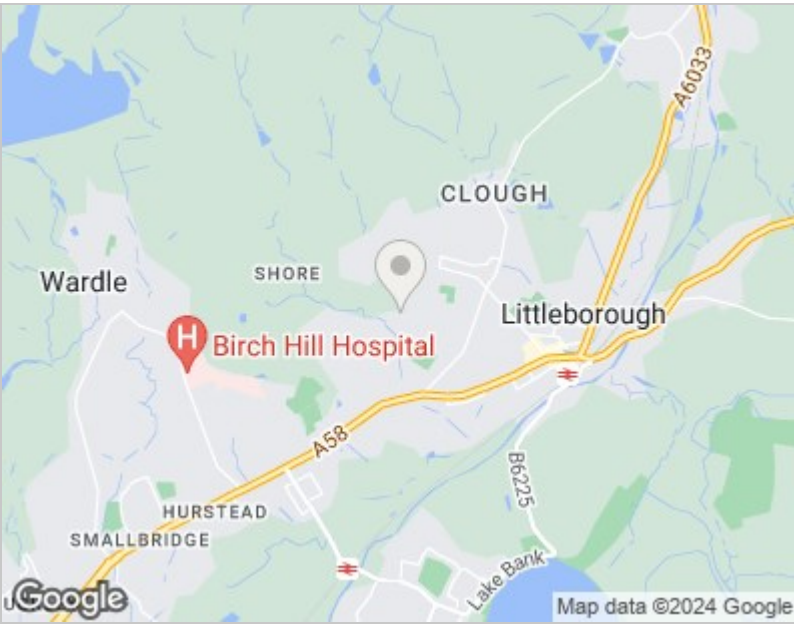 A6033
CLOUGH
SHORE
Wardle
Littleborough
H
Birch Hill Hospital
A58
B6225
HURSTEAD
SMALLBRIDGE
Lake Bank
Google
Map data ©2024 Google